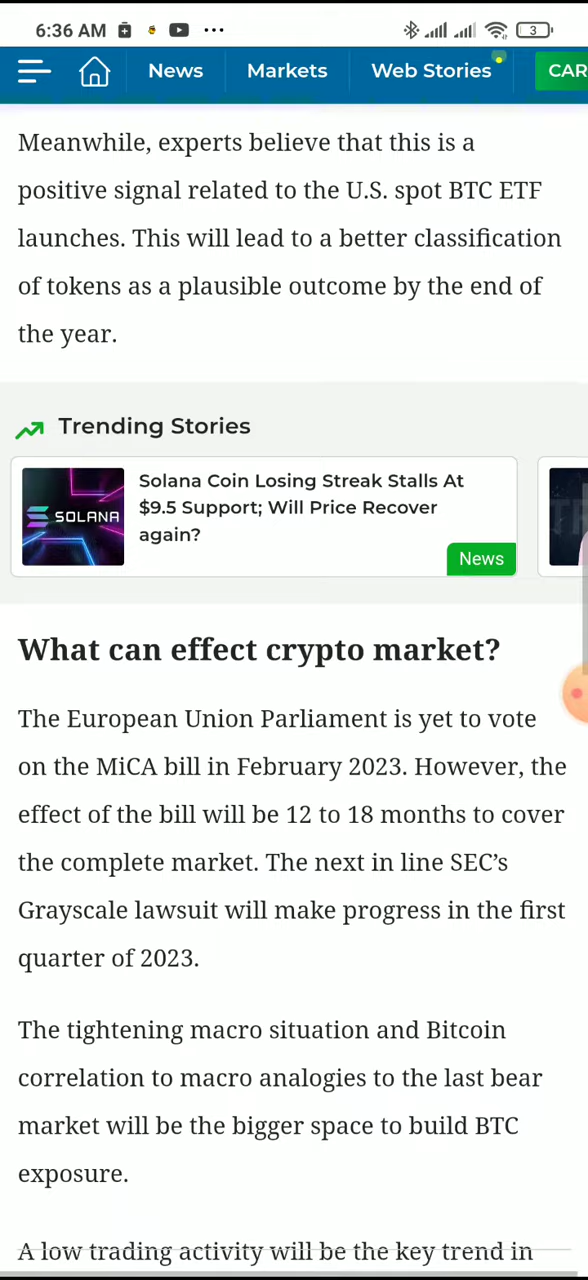 6:36 AM
3
News
Markets
Web Stories
CAR
Meanwhile, experts believe that this is a
positive signal related to the U.S. spot BTC ETF
launches. This will lead to a better classification
of tokens as a plausible outcome by the end of
the year.
Trending Stories
SOLANA
Solana Coin Losing Streak Stalls At
$9.5 Support; Will Price Recover
again?
News
What can effect crypto market?
The European Union Parliament is yet to vote
on the MiCA bill in February 2023. However, the
effect of the bill will be 12 to 18 months to cover
the complete market. The next in line SEC’s
Grayscale lawsuit will make progress in the first
quarter of 2023.
The tightening macro situation and Bitcoin
correlation to macro analogies to the last bear
market will be the bigger space to build BTC
exposure.
A low trading activity will be the key trend in